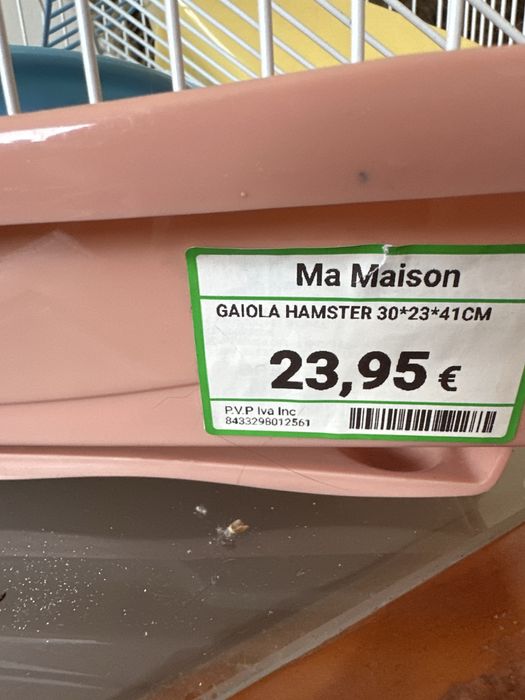 Ma Maison
GAIOLA HAMSTER 30*23*41CM
23,95 €
P.V.P Iva Inc
8433298012561